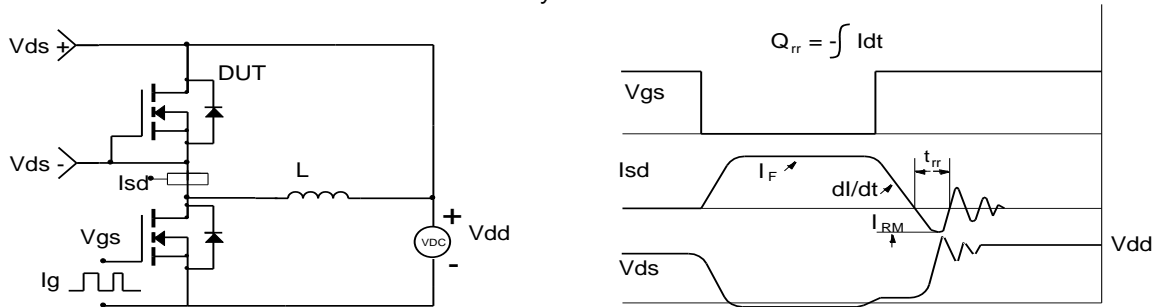 Vds +
DUT
Vds -
Isd
L
Vgs
Ig
VDC
+
-
Vdd
Q_rr = -∫ Idt
Vgs
Isd
I_F
dI/dt
t_rr
I_RM
Vds
Vdd